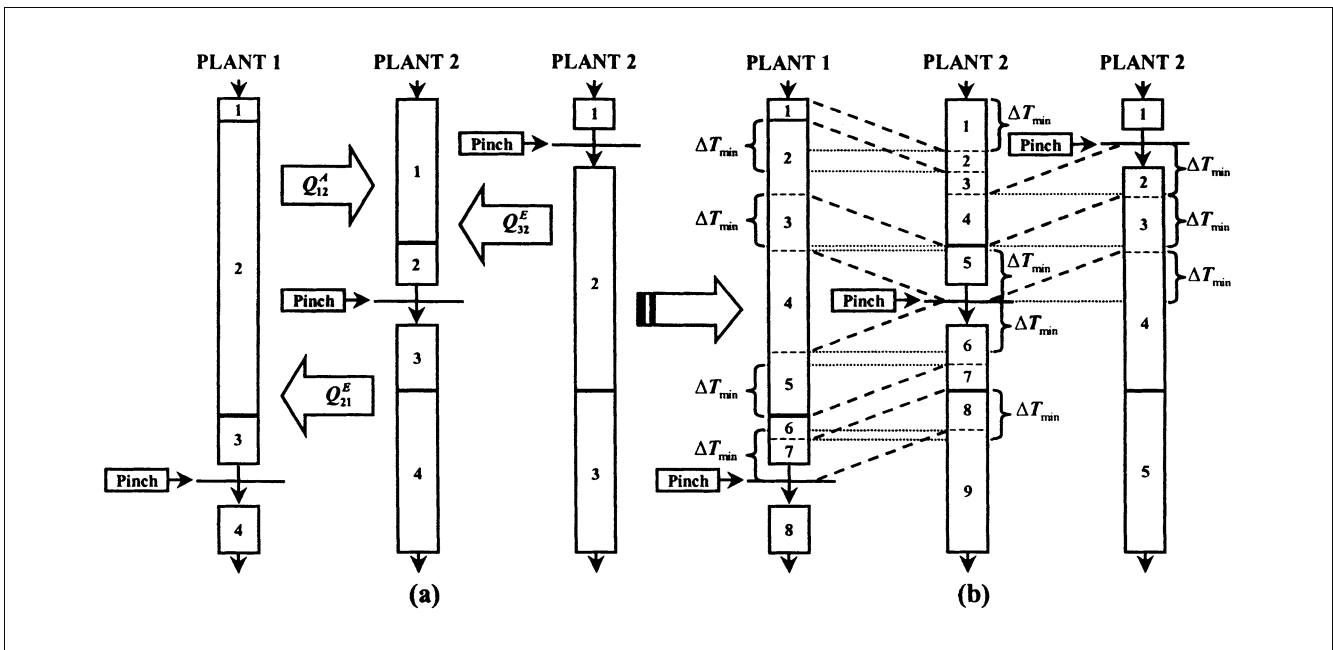 PLANT 1 PLANT 2 PLANT 2 PLANT 1 PLANT 2 PLANT 2
1 1 1 1 1 ΔT_min 1
Pinch Pinch
ΔT_min 2 2 2 ΔT_min
Q^A_12 3
1
Q^E_32 ΔT_min 3 4 3 ΔT_min
2 2 2 5 ΔT_min ΔT_min
Pinch 4 Pinch 4
3 6 ΔT_min
Q^E_21 ΔT_min 5 7
8 ΔT_min
3 6
ΔT_min 7
Pinch 4 3 Pinch 9 5
4 8
(a) (b)